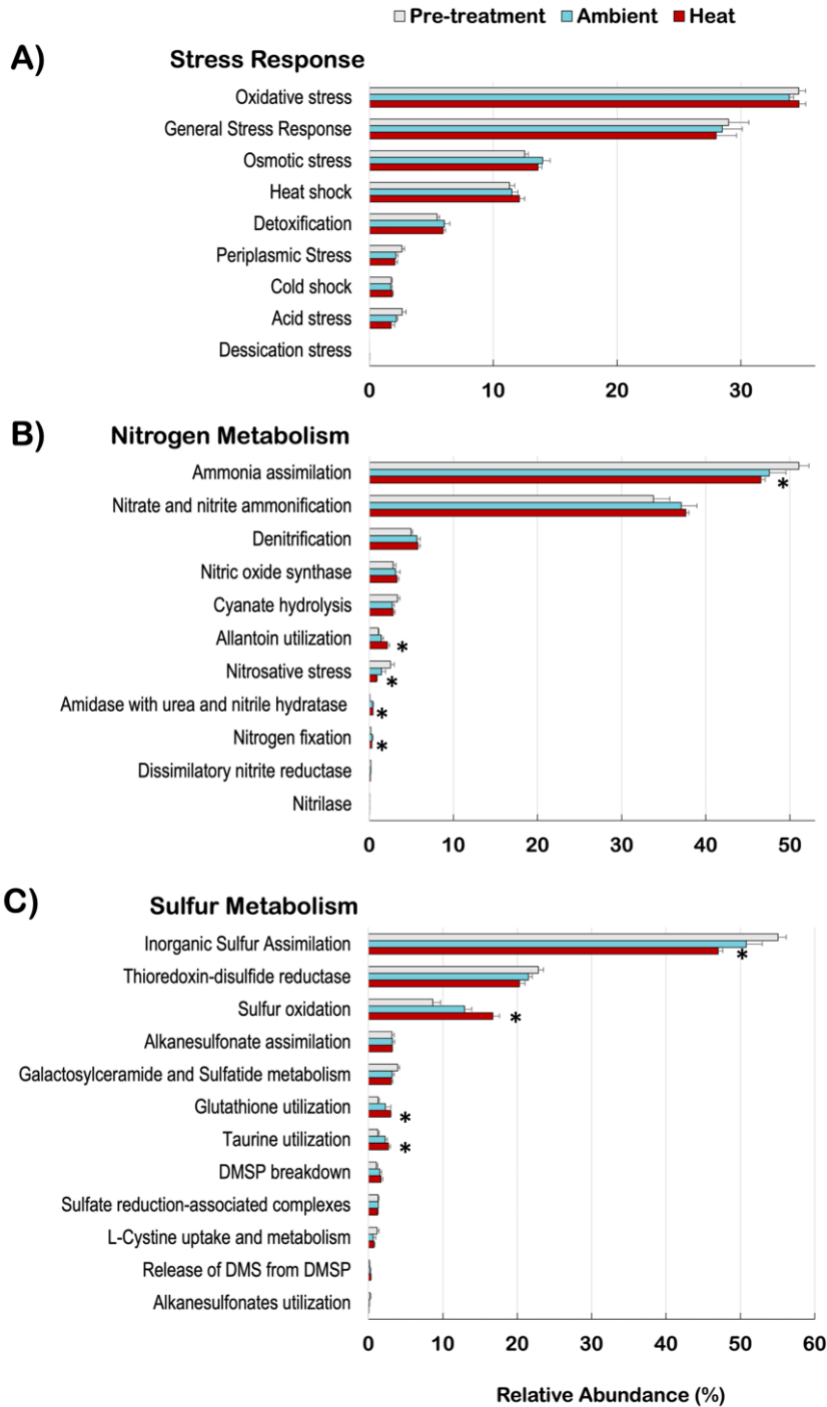 Pre-treatment Ambient Heat
A) Stress Response
Oxidative stress
General Stress Response
Osmotic stress
Heat shock
Detoxification
Periplasmic Stress
Cold shock
Acid stress
Dessication stress
0 10 20 30
B) Nitrogen Metabolism
Ammonia assimilation
*
Nitrate and nitrite ammonification
Denitrification
Nitric oxide synthase
Cyanate hydrolysis
Allantoin utilization *
Nitrosative stress *
Amidase with urea and nitrile hydratase *
Nitrogen fixation *
Dissimilatory nitrite reductase
Nitrilase
0 10 20 30 40 50
C) Sulfur Metabolism
Inorganic Sulfur Assimilation *
Thioredoxin-disulfide reductase
Sulfur oxidation *
Alkanesulfonate assimilation
Galactosylceramide and Sulfatide metabolism
Glutathione utilization *
Taurine utilization *
DMSP breakdown
Sulfate reduction-associated complexes
L-Cystine uptake and metabolism
Release of DMS from DMSP
Alkanesulfonates utilization
0 10 20 30 40 50 60
Relative Abundance (%)